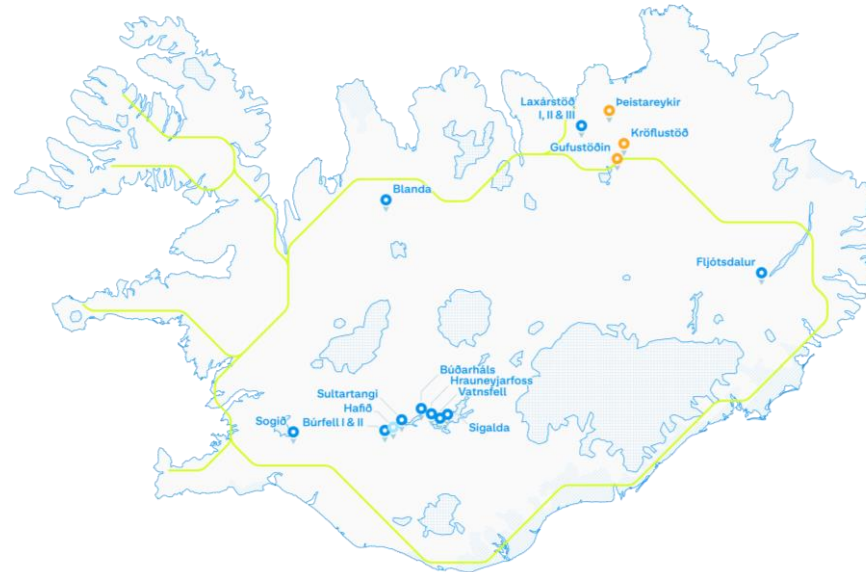 Laxárstöð
I, II & III
Þeistareykir
Kröflustöð
Gufustöðin
Blanda
Fljótsdalur
Búðarháls
Hrauneyjarfoss
Vatnsfell
Sultartangi
Hafið
Sogið
Búrfell I & II
Sigalda